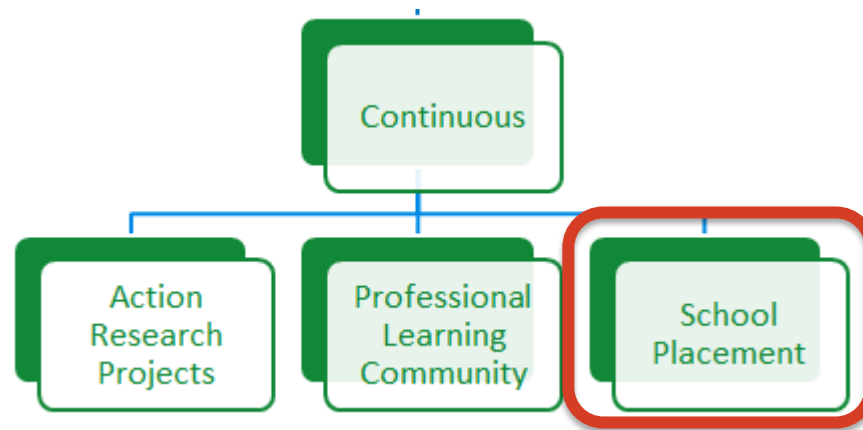 Continuous
Action
Research
Projects
Professional
Learning
Community
School
Placement